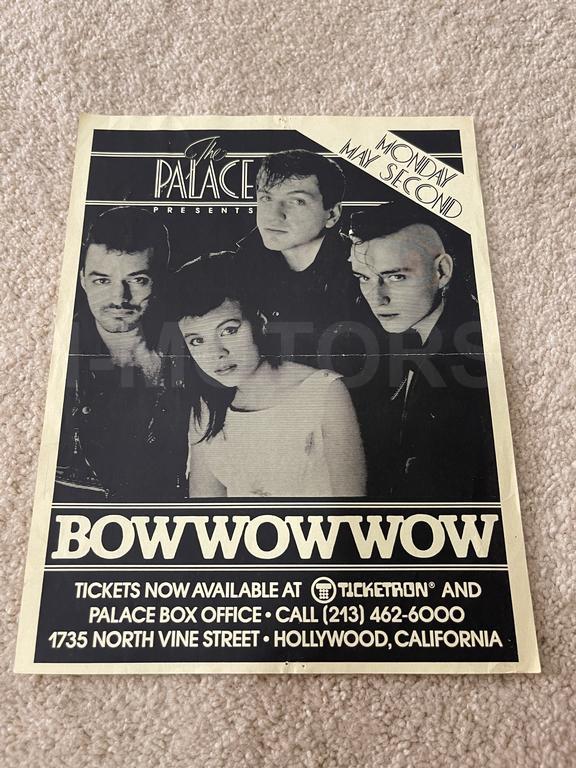 The
PALACE
PRESENTS
MONDAY
MAY SECOND
I-MOTORS
BOWWOWWOW
TICKETS NOW AVAILABLE AT TICKETRON® AND
PALACE BOX OFFICE • CALL (213) 462-6000
1735 NORTH VINE STREET • HOLLYWOOD, CALIFORNIA